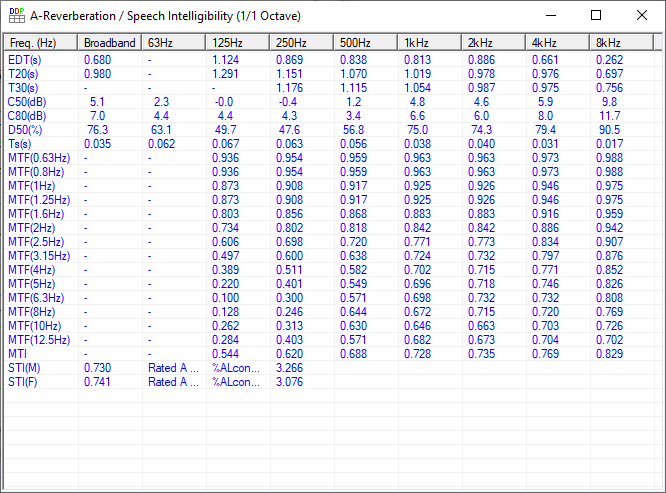 DDP A-Reverberation / Speech Intelligibility (1/1 Octave)
Freq. (Hz) Broadband 63Hz 125Hz 250Hz 500Hz 1kHz 2kHz 4kHz 8kHz
EDT(s) 0.680 - 1.124 0.869 0.838 0.813 0.886 0.661 0.262
T20(s) 0.980 - 1.291 1.151 1.070 1.019 0.978 0.976 0.697
T30(s) - - - 1.176 1.115 1.054 0.987 0.975 0.756
C50(dB) 5.1 2.3 -0.0 -0.4 1.2 4.8 4.6 5.9 9.8
C80(dB) 7.0 4.4 4.4 4.3 3.4 6.6 6.0 8.0 11.7
D50(%) 76.3 63.1 49.7 47.6 56.8 75.0 74.3 79.4 90.5
Ts(s) 0.035 0.062 0.067 0.063 0.056 0.038 0.040 0.031 0.017
MTF(0.63Hz) - - 0.936 0.954 0.959 0.963 0.963 0.973 0.988
MTF(0.8Hz) - - 0.936 0.954 0.959 0.963 0.963 0.973 0.988
MTF(1Hz) - - 0.873 0.908 0.917 0.925 0.926 0.946 0.975
MTF(1.25Hz) - - 0.873 0.908 0.917 0.925 0.926 0.946 0.975
MTF(1.6Hz) - - 0.803 0.856 0.868 0.883 0.883 0.916 0.959
MTF(2Hz) - - 0.734 0.802 0.818 0.842 0.842 0.886 0.942
MTF(2.5Hz) - - 0.606 0.698 0.720 0.771 0.773 0.834 0.907
MTF(3.15Hz) - - 0.497 0.600 0.638 0.724 0.732 0.797 0.876
MTF(4Hz) - - 0.389 0.511 0.582 0.702 0.715 0.771 0.852
MTF(5Hz) - - 0.220 0.401 0.549 0.696 0.718 0.746 0.826
MTF(6.3Hz) - - 0.100 0.300 0.571 0.698 0.732 0.732 0.808
MTF(8Hz) - - 0.128 0.246 0.644 0.672 0.715 0.720 0.769
MTF(10Hz) - - 0.262 0.313 0.630 0.646 0.663 0.703 0.726
MTF(12.5Hz) - - 0.284 0.403 0.571 0.682 0.673 0.704 0.702
MTI - - 0.544 0.620 0.688 0.728 0.735 0.769 0.829
STI(M) 0.730 Rated A ... %ALcon... 3.266
STI(F) 0.741 Rated A ... %ALcon... 3.076